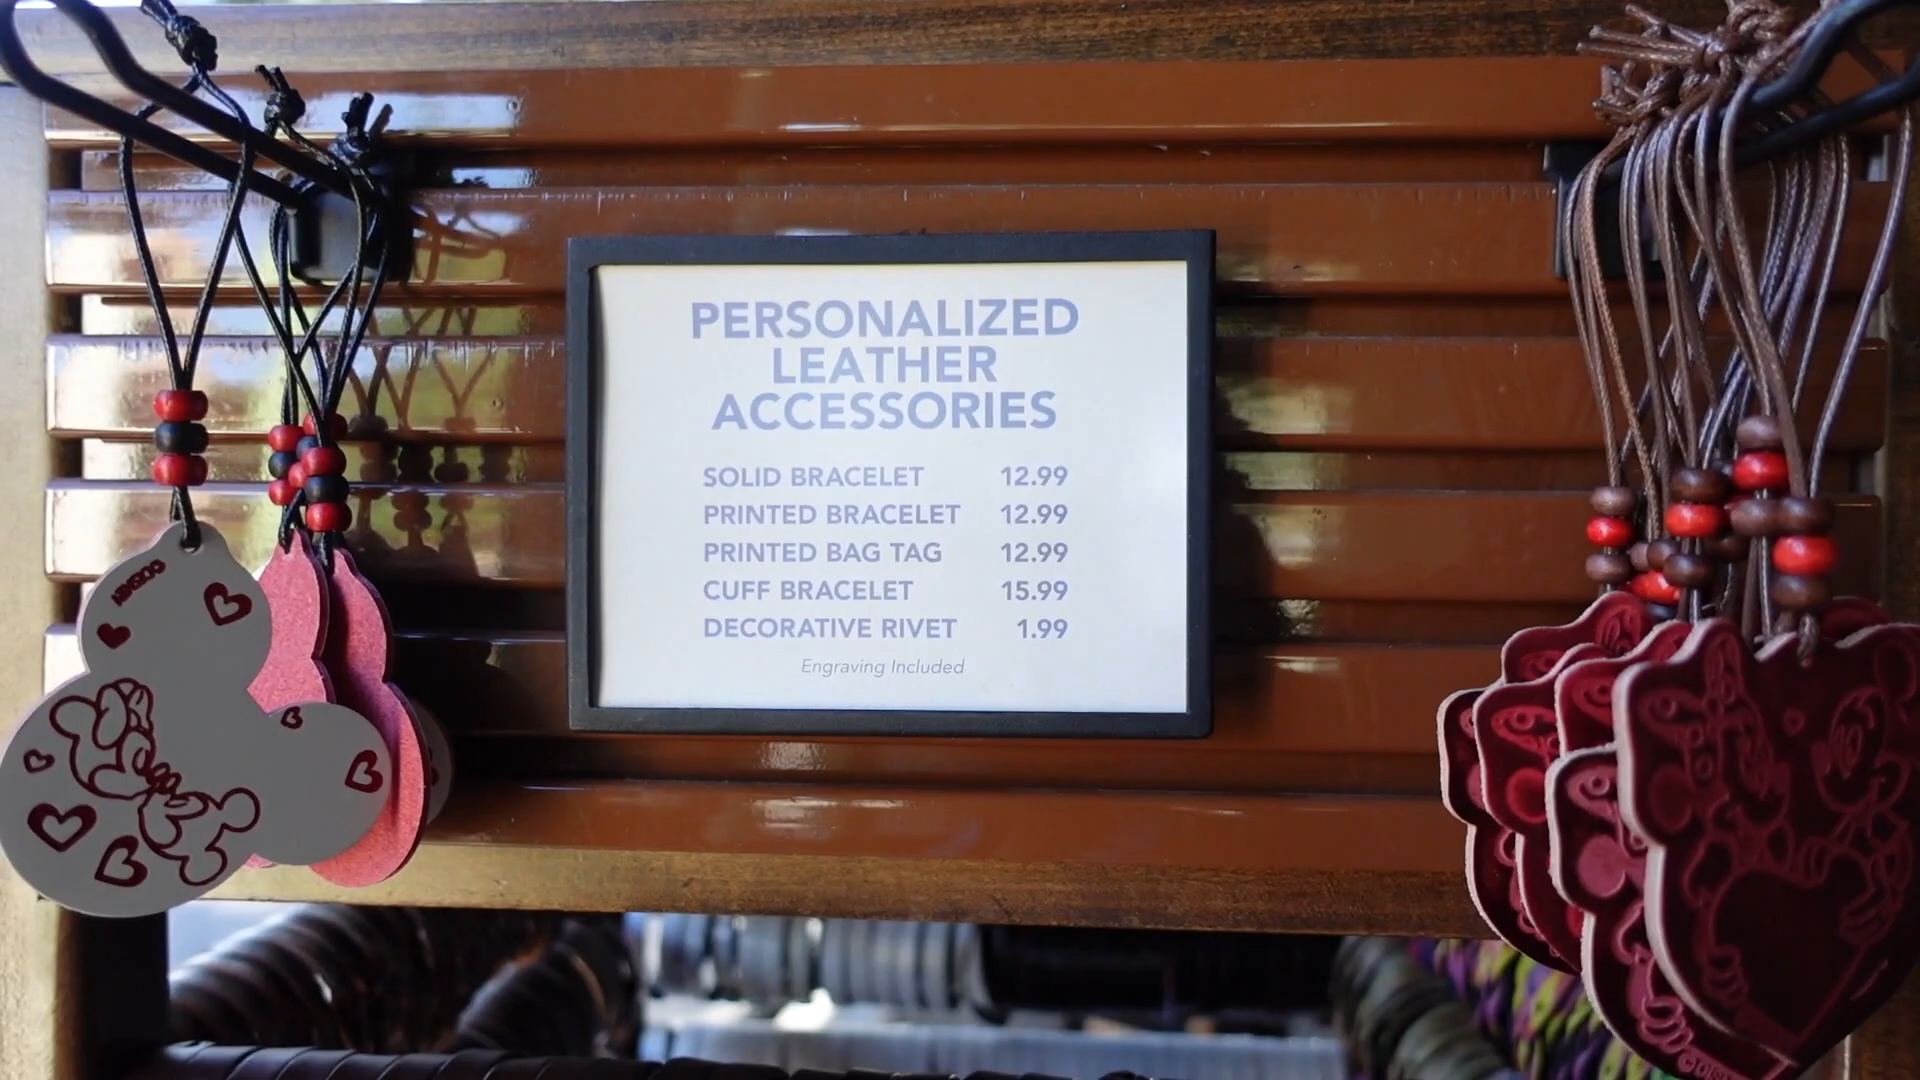 PERSONALIZED
LEATHER
ACCESSORIES
SOLID BRACELET 12.99
PRINTED BRACELET 12.99
PRINTED BAG TAG 12.99
CUFF BRACELET 15.99
DECORATIVE RIVET 1.99
Engraving Included